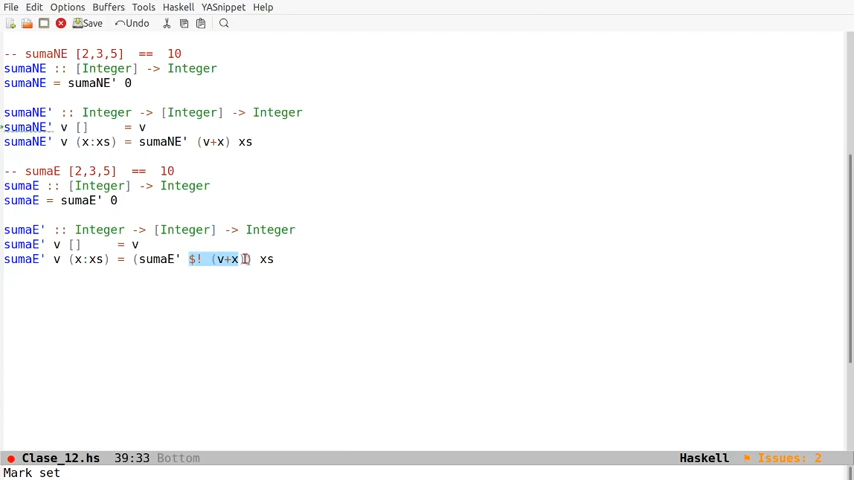 File Edit Options Buffers Tools Haskell YASnippet Help
Save Undo
-- sumaNE [2,3,5]  ==  10
sumaNE :: [Integer] -> Integer
sumaNE = sumaNE' 0
sumaNE' :: Integer -> [Integer] -> Integer
sumaNE' v []     = v
sumaNE' v (x:xs) = sumaNE' (v+x) xs
-- sumaE [2,3,5]  ==  10
sumaE :: [Integer] -> Integer
sumaE = sumaE' 0
sumaE' :: Integer -> [Integer] -> Integer
sumaE' v []     = v
sumaE' v (x:xs) = (sumaE' $! (v+x)) xs
Clase_12.hs  39:33 Bottom Haskell Issues: 2
Mark set